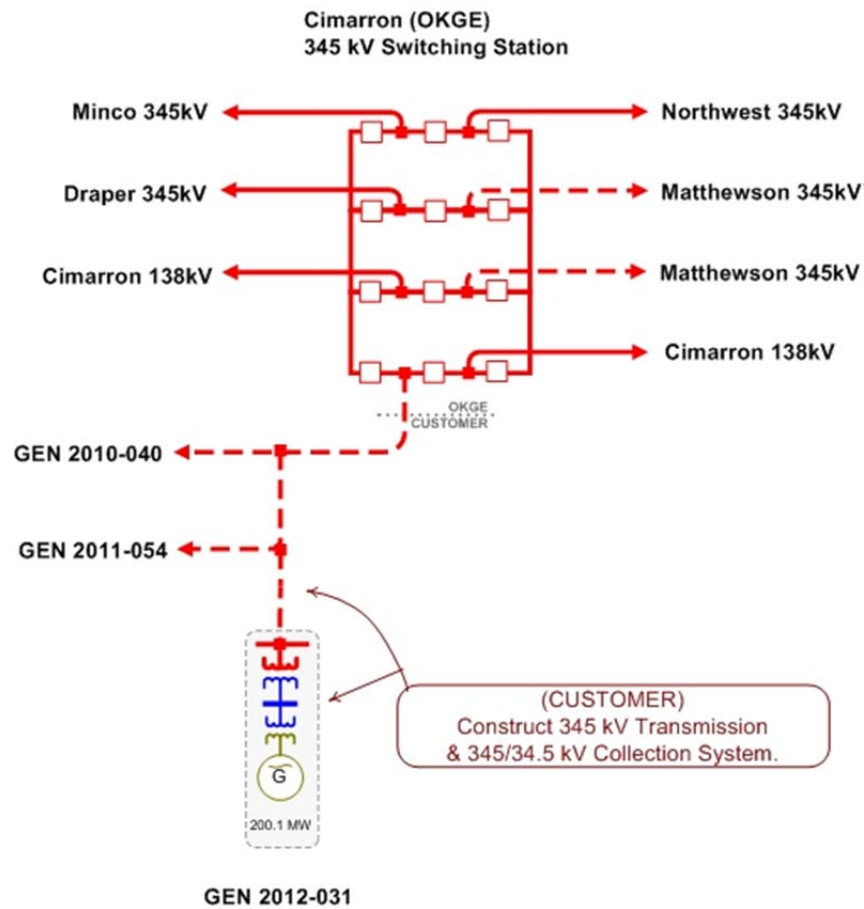 Cimarron (OKGE)
345 kV Switching Station
Minco 345kV
Northwest 345kV
Draper 345kV
Matthewson 345kV
Cimarron 138kV
Matthewson 345kV
Cimarron 138kV
OKGE
CUSTOMER
GEN 2010-040
GEN 2011-054
(CUSTOMER)
Construct 345 kV Transmission
& 345/34.5 kV Collection System.
G
200.1 MW
GEN 2012-031